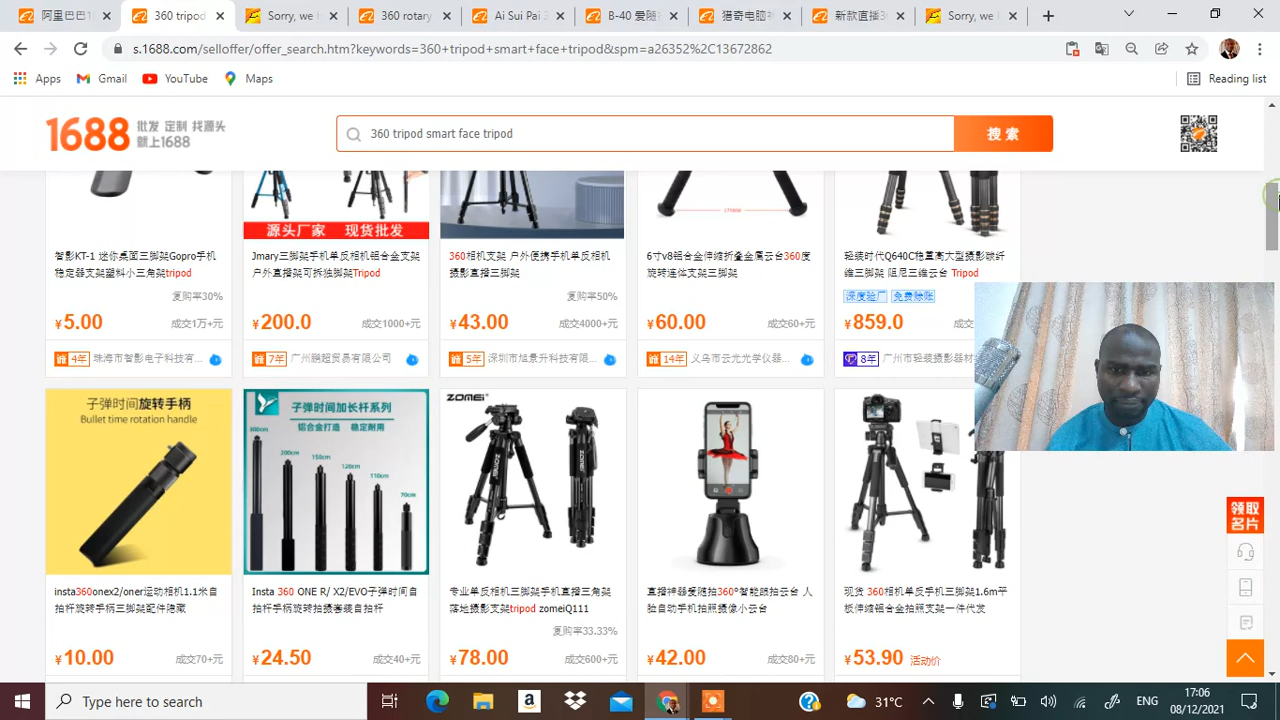 阿里巴巴1
360 tripod
Sorry, we
360 rotary
Ai Sui Pai
B-40 爱随
猎奇电脑
新款直播3
Sorry, we
s.1688.com/selloffer/offer_search.htm?keywords=360+tripod+smart+face+tripod&spm=a26352%2C13672862
Apps Gmail YouTube Maps Reading list
1688 批发 定制 找源头
就上1688
360 tripod smart face tripod
搜 索
源头厂家 现货批发
智影KT-1 迷你桌面三脚架Gopro手机
稳定器支架塑料小三角架tripod
复购率30%
¥5.00 成交1万+元
4年 珠海市智影电子科技有...
Jmary三脚架手机单反相机铝合金支架
户外直播架可拆独脚架Tripod
¥200.0 成交1000+元
7年 广州酷超贸易有限公司
360相机支架 户外便携手机单反相机
摄影直播三脚架
复购率50%
¥43.00 成交4000+元
5年 深圳市旭景升科技有限...
6寸v8铝合金伸缩折叠金属云台360度
旋转连体支架三脚架
¥60.00 成交60+元
14年 义乌市云光光学仪器...
轻装时代Q640C稳重高大型摄影碳纤
维三脚架 阻尼三维云台 Tripod
深度验厂 免费赊账
¥859.0 成交
8年 广州市轻装摄影器材
子弹时间旋转手柄
Bullet time rotation handle
insta360onex2/oner运动相机1.1米自
拍杆旋转手柄三脚架配件隐藏
¥10.00 成交70+元
子弹时间加长杆系列
铝合金打造 稳定耐用
300cm
200cm
150cm
120cm
110cm
70cm
Insta 360 ONE R/ X2/EVO子弹时间自
拍杆手柄旋转拍摄套装自拍杆
¥24.50 成交40+元
ZOMEI
专业单反相机三脚架手机直播三角架
落地摄影支架tripod zomeiQ111
复购率33.33%
¥78.00 成交600+元
直播神器爱随拍360°智能跟拍云台 人
脸自动手机拍照摄像小云台
¥42.00 成交80+元
现货 360相机单反手机三脚架1.6m平
板伸缩铝合金拍照支架一件代发
¥53.90 活动价
领取
名片
Type here to search
31°C
ENG
17:06
08/12/2021